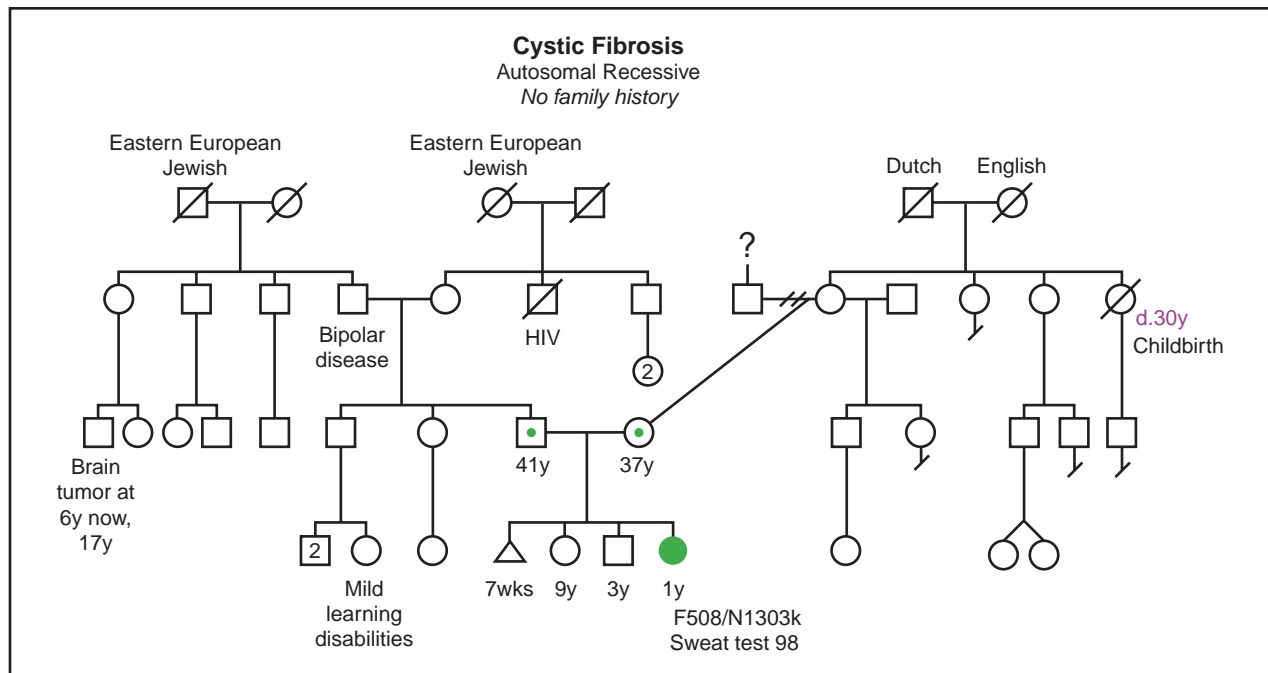 Cystic Fibrosis
Autosomal Recessive
No family history
Eastern European
Jewish
Eastern European
Jewish
Dutch
English
?
Bipolar
disease
HIV
d.30y
Childbirth
2
41y
37y
Brain
tumor at
6y now,
17y
2
Mild
learning
disabilities
7wks
9y
3y
1y
F508/N1303k
Sweat test 98